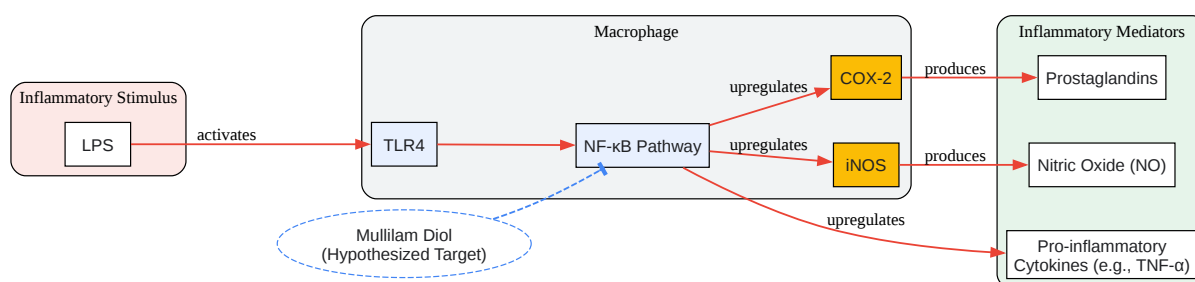 Macrophage
Inflammatory Mediators
Inflammatory Stimulus
LPS
activates
TLR4
NF-κB Pathway
upregulates
COX-2
produces
Prostaglandins
upregulates
iNOS
produces
Nitric Oxide (NO)
upregulates
Pro-inflammatory
Cytokines (e.g., TNF-α)
Mullilam Diol
(Hypothesized Target)